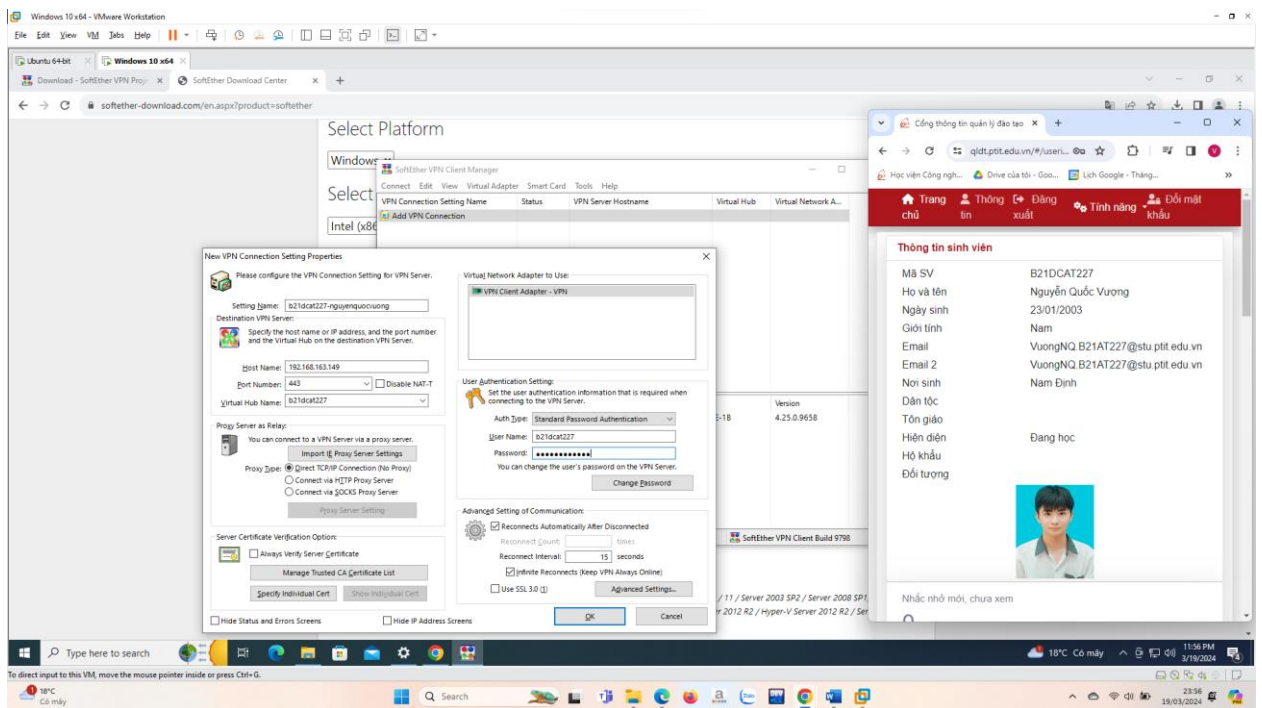 Windows 10 x64 - VMware Workstation
File Edit View VM Tabs Help
Ubuntu 64-bit
Windows 10 x64
Download - SoftEther VPN Proj
SoftEther Download Center
softether-download.com/en.aspx?product=softether
Select Platform
Windows
Select
Intel (x86
SoftEther VPN Client Manager
Connect Edit View Virtual Adapter Smart Card Tools Help
VPN Connection Setting Name Status VPN Server Hostname Virtual Hub Virtual Network A...
Add VPN Connection
Version
E-1B 4.25.0.9658
SoftEther VPN Client Build 9798
/ 11 / Server 2003 SP2 / Server 2008 SP1
er 2012 R2 / Hyper-V Server 2012 R2 / Ser
New VPN Connection Setting Properties
Please configure the VPN Connection Setting for VPN Server.
Setting Name: b21dcat227-nguyenquocvuong
Destination VPN Server:
Specify the host name or IP address, and the port number
and the Virtual Hub on the destination VPN Server.
Host Name: 192.168.163.149
Port Number: 443 Disable NAT-T
Virtual Hub Name: b21dcat227
Proxy Server as Relay:
You can connect to a VPN Server via a proxy server.
Import IE Proxy Server Settings
Proxy Type: Direct TCP/IP Connection (No Proxy)
Connect via HTTP Proxy Server
Connect via SOCKS Proxy Server
Proxy Server Setting
Server Certificate Verification Option:
Always Verify Server Certificate
Manage Trusted CA Certificate List
Specify Individual Cert Show Individual Cert
Hide Status and Errors Screens Hide IP Address Screens
Virtual Network Adapter to Use:
VPN Client Adapter - VPN
User Authentication Setting:
Set the user authentication information that is required when
connecting to the VPN Server.
Auth Type: Standard Password Authentication
User Name: b21dcat227
Password: ●●●●●●●●●●●●
You can change the user's password on the VPN Server.
Change Password
Advanced Setting of Communication:
Reconnects Automatically After Disconnected
Reconnect Count: times
Reconnect Interval: 15 seconds
Infinite Reconnects (Keep VPN Always Online)
Use SSL 3.0 (1) Advanced Settings...
OK Cancel
Cổng thông tin quản lý đào tạo
qldt.ptit.edu.vn/#/useri...
Học viện Công ngh... Drive của tôi - Goo... Lịch Google - Tháng...
Trang chủ
Thông tin
Đăng xuất
Tính năng
Đổi mật khẩu
Thông tin sinh viên
Mã SV B21DCAT227
Họ và tên Nguyễn Quốc Vượng
Ngày sinh 23/01/2003
Giới tính Nam
Email VuongNQ.B21AT227@stu.ptit.edu.vn
Email 2 VuongNQ.B21AT227@stu.ptit.edu.vn
Nơi sinh Nam Định
Dân tộc
Tôn giáo
Hiện diện Đang học
Hộ khẩu
Đối tượng
Nhắc nhở mới, chưa xem
Type here to search
18°C Có mây
11:56 PM
3/19/2024
To direct input to this VM, move the mouse pointer inside or press Ctrl+G.
18°C
Có mây
Search
23:56
19/03/2024